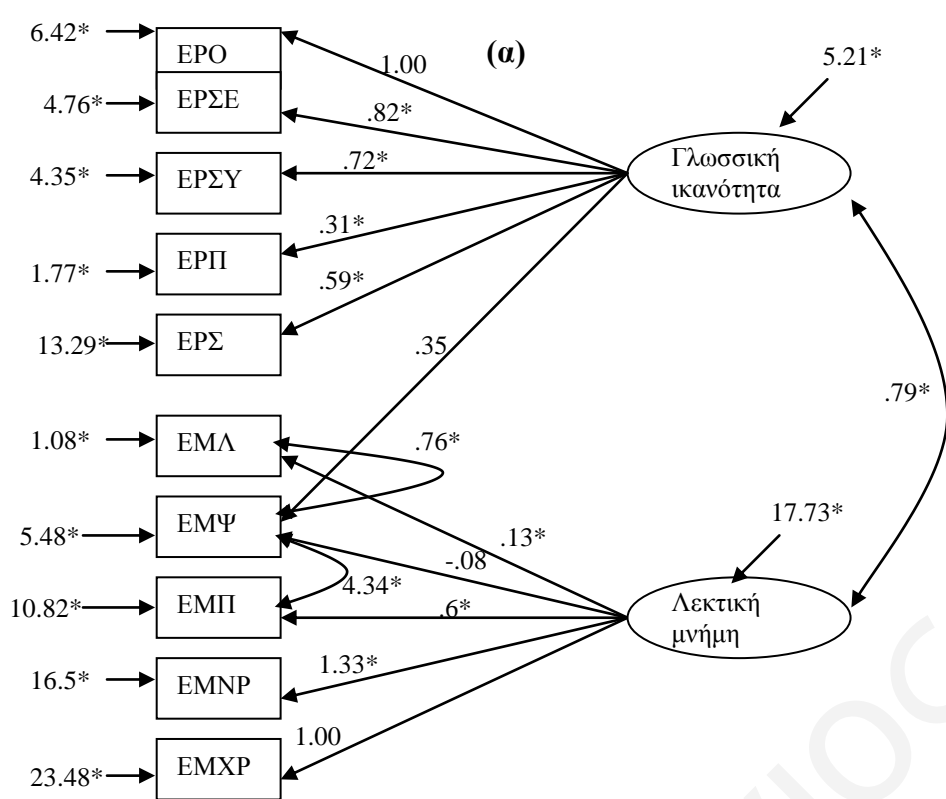 6.42*
ΕΡΟ
(α)
1.00
5.21*
4.76*
ΕΡΣΕ
.82*
4.35*
ΕΡΣΥ
.72*
Γλωσσική
ικανότητα
1.77*
ΕΡΠ
.31*
.59*
13.29*
ΕΡΣ
.35
.79*
1.08*
ΕΜΛ
.76*
5.48*
ΕΜΨ
.13*
-.08
17.73*
10.82*
ΕΜΠ
4.34*
.6*
Λεκτική
μνήμη
16.5*
ΕΜΝΡ
1.33*
1.00
23.48*
ΕΜΧΡ